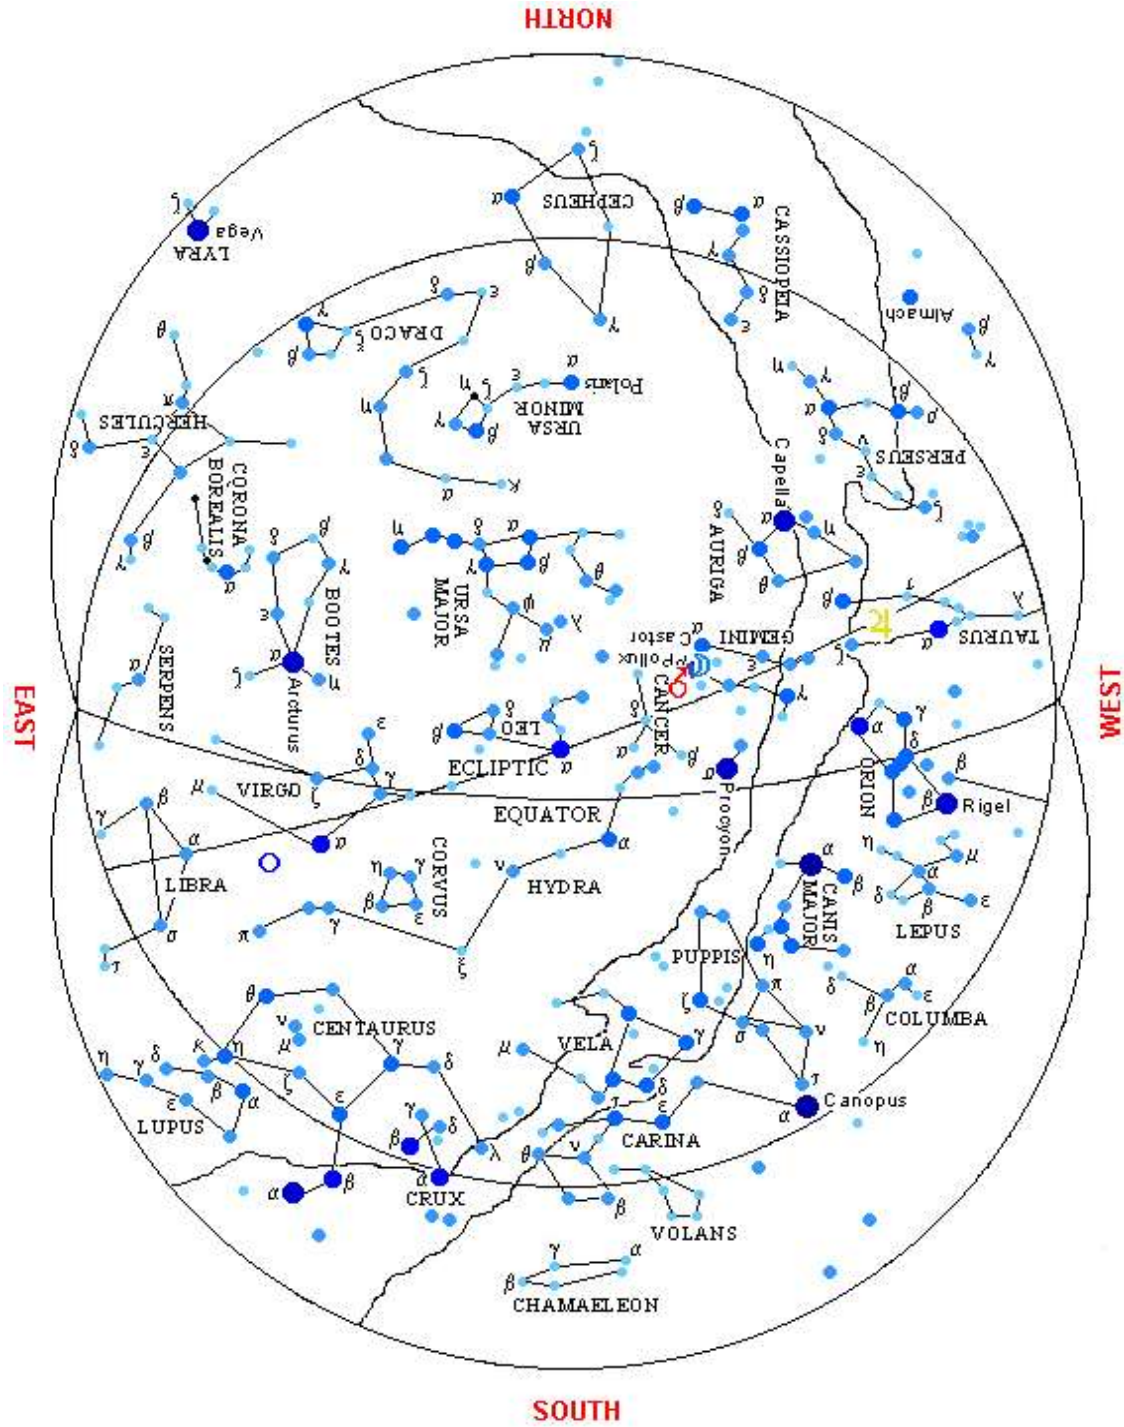 NORTH
ζ
α
CEPHEUS
β
γ
β
α
CASSIOPEIA
γ
δ
ε
ζ
Vega
LYRA
Almach
β
γ
δ
ε
γ
DRACO
β
ξ
ζ
η
α
κ
α
Polaris
ε
ζ
η
URSA
MINOR
γ
β
θ
π
HERCULES
δ
ε
β
γ
CORONA
BOREALIS
α
η
γ
α
β
ρ
δ
ν
PERSEUS
ε
ζ
Capella
α
η
δ
AURIGA
β
θ
η
δ
α
γ
β
URSA
MAJOR
θ
ψ
λ
μ
δ
β
γ
BOOTES
ε
α
η
ζ
Arcturus
SERPENS
α
β
τ
λ
TAURUS
α
ζ
α
Castor
GEMINI
ε
Pollux
γ
EAST
WEST
CANCER
α
β
δ
LEO
β
α
ECLIPTIC
ε
δ
γ
VIRGO
ζ
α
μ
EQUATOR
β
α
Procyon
α
γ
δ
ORION
β
β
Rigel
β
γ
α
LIBRA
σ
τ
CORVUS
η
γ
β
ε
HYDRA
α
ν
ξ
γ
π
α
β
CANIS
MAJOR
η
η
μ
α
δ
β
ε
LEPUS
PUPPIS
π
ζ
σ
ν
τ
δ
α
β
ε
COLUMBA
η
θ
ν
CENTAURUS
μ
κ
η
ζ
γ
δ
ε
λ
β
α
η
γ
δ
β
α
ε
LUPUS
μ
VELA
γ
δ
ι
ε
CARINA
θ
ν
β
Canopus
α
γ
β
δ
α
CRUX
VOLANS
γ
α
β
CHAMAELEON
SOUTH